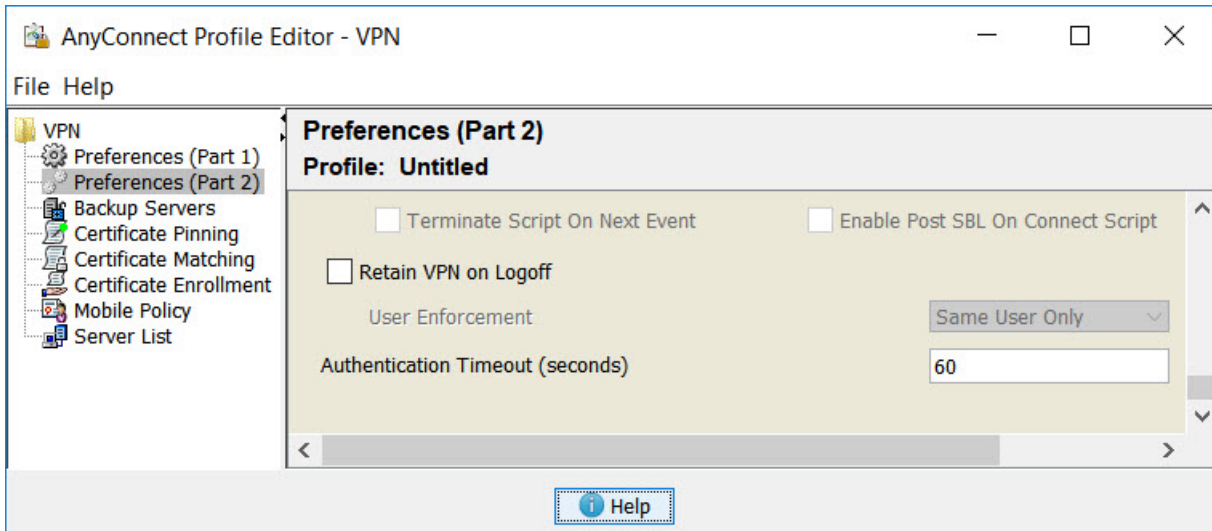 AnyConnect Profile Editor - VPN
File Help
VPN
Preferences (Part 1)
Preferences (Part 2)
Backup Servers
Certificate Pinning
Certificate Matching
Certificate Enrollment
Mobile Policy
Server List
Preferences (Part 2)
Profile: Untitled
Terminate Script On Next Event Enable Post SBL On Connect Script
Retain VPN on Logoff
User Enforcement Same User Only
Authentication Timeout (seconds) 60
Help